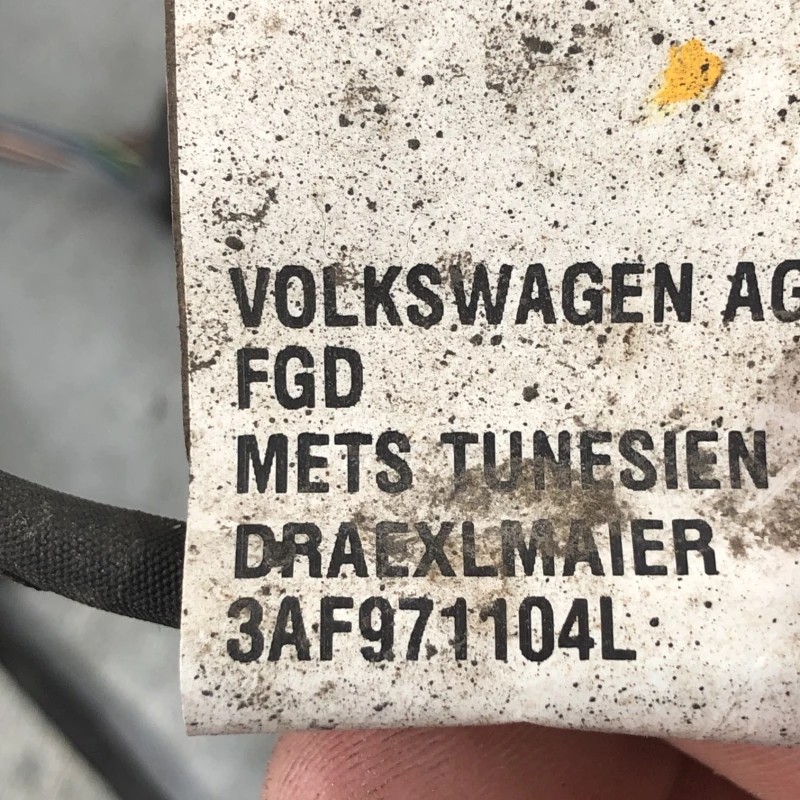 VOLKSWAGEN AG
FGD
METS TUNESIEN
DRAEXLMAIER
3AF971104L